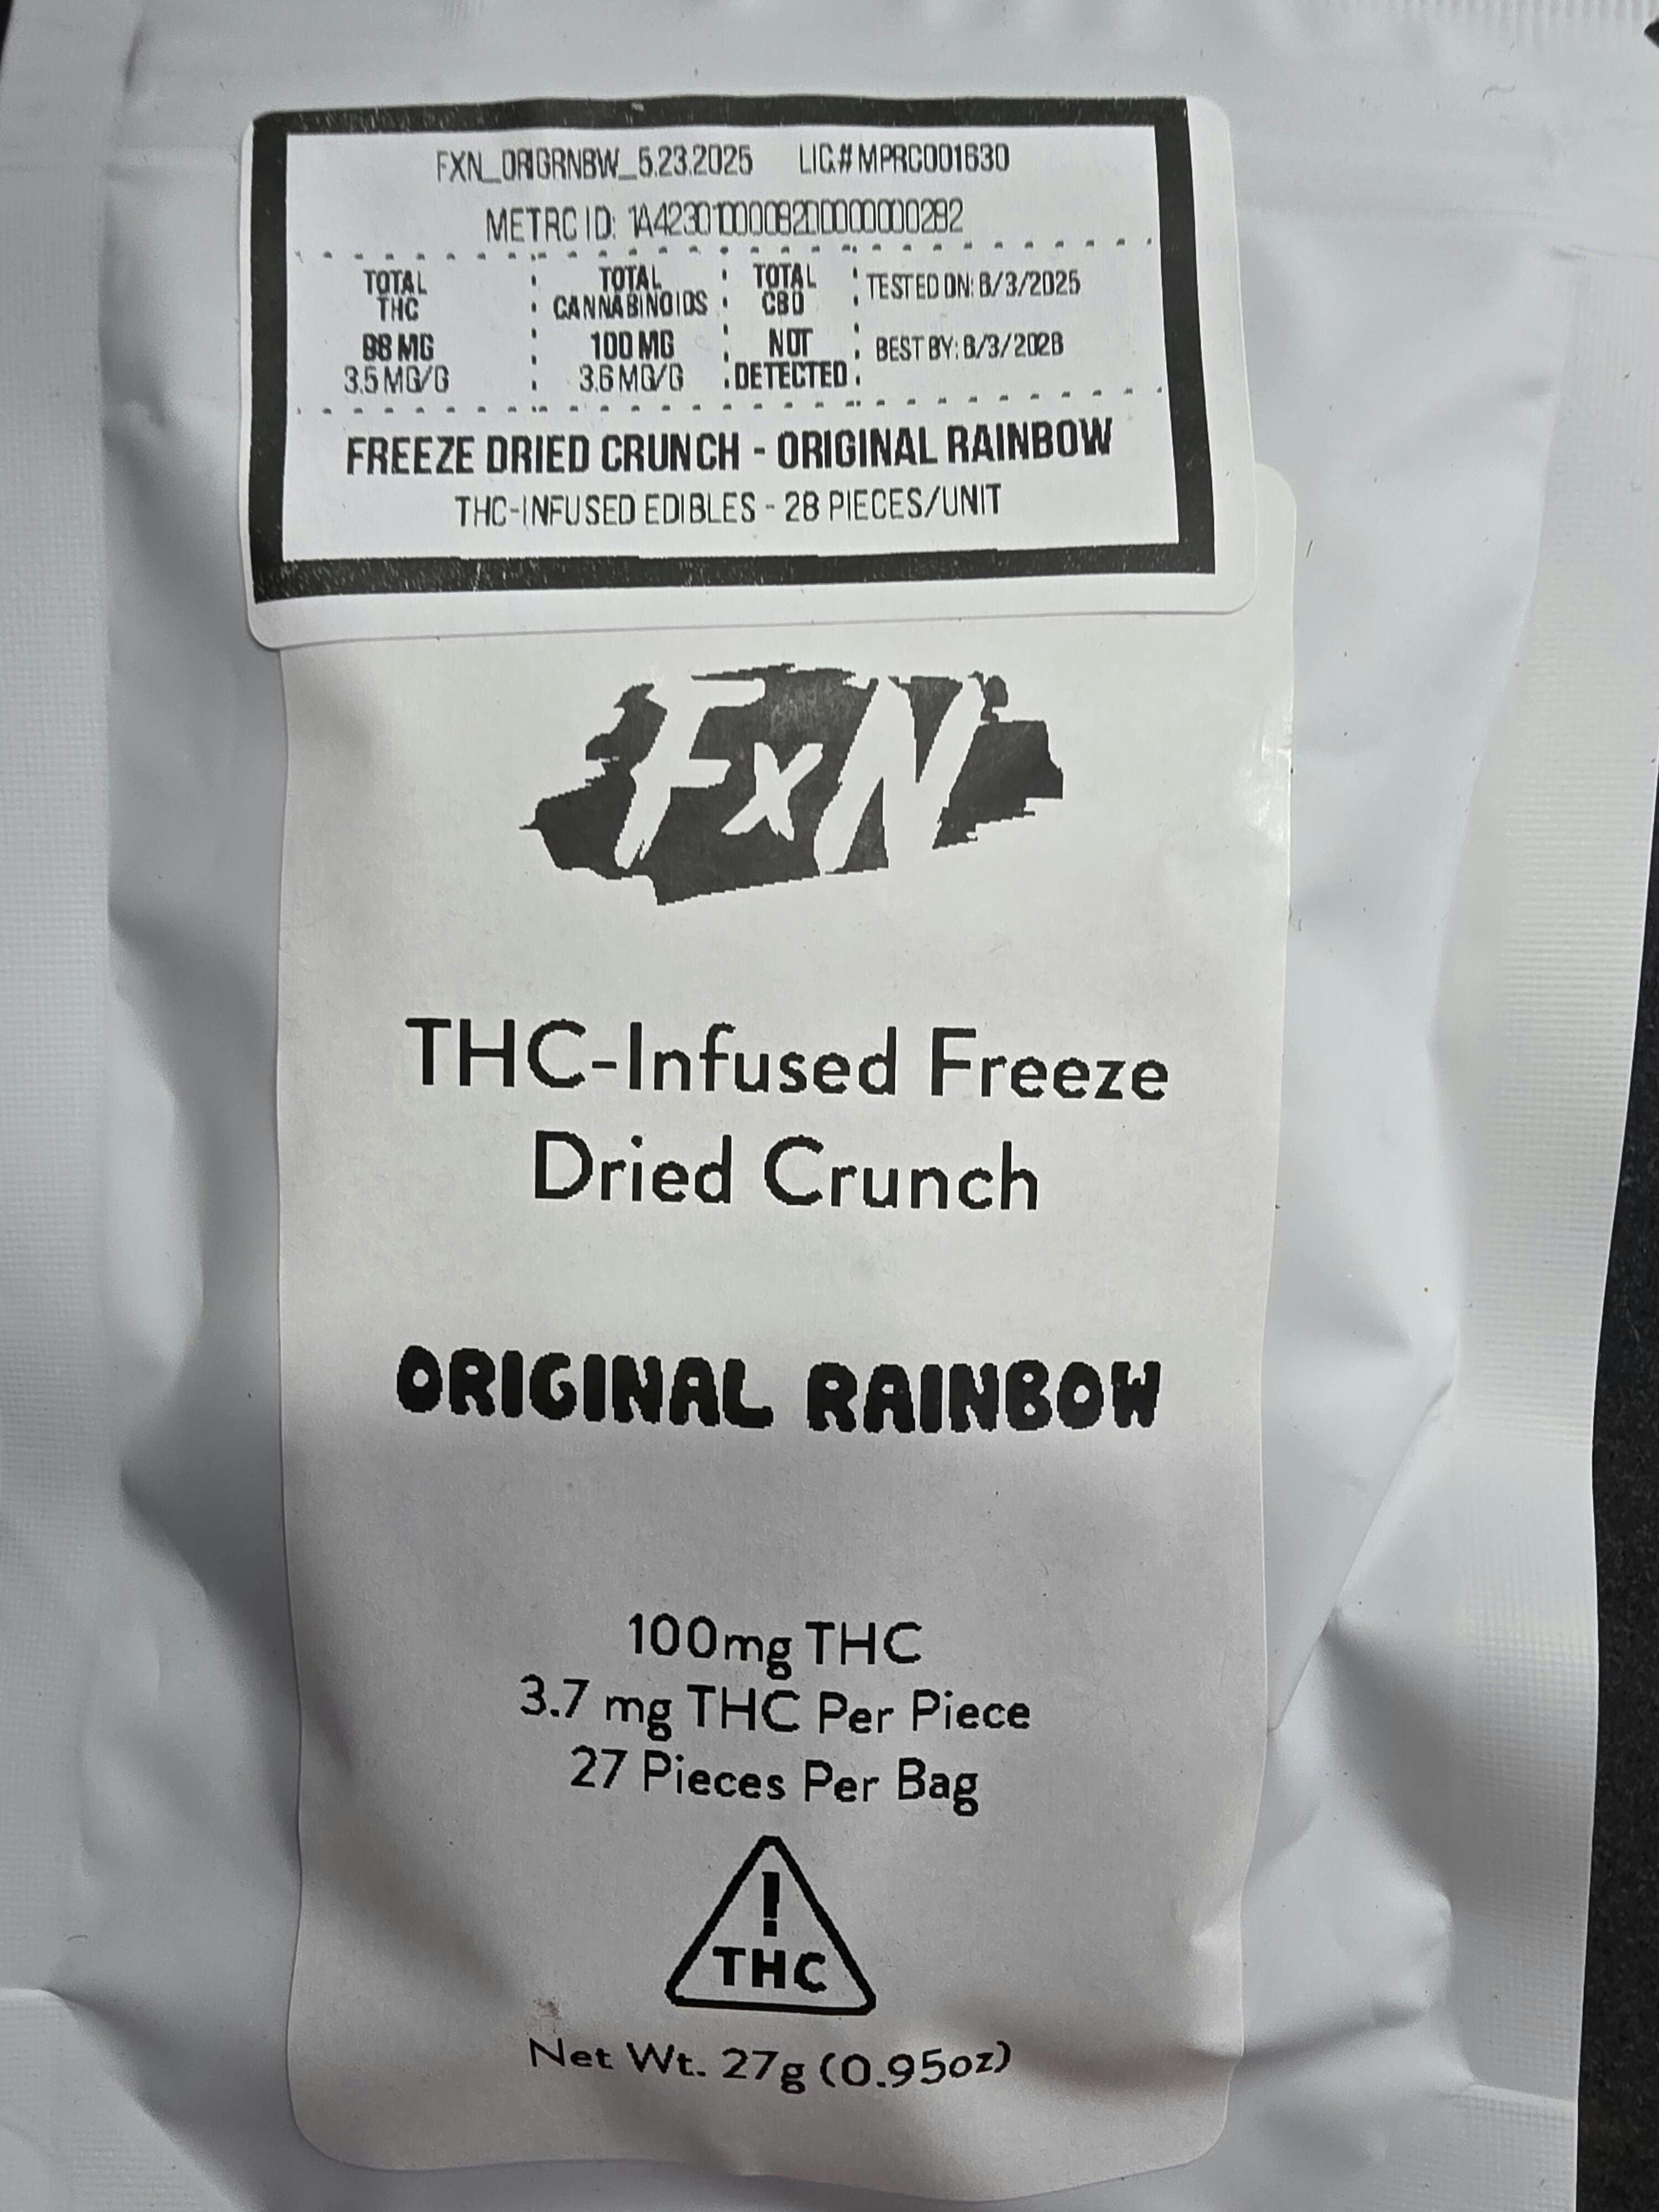 FXN_ORIGRNBW_5.23.2025 LIC.# MPRC001630
METRC ID:
TOTAL THC
98 MG
3.5 MG/G
TOTAL CANNABINOIDS
100 MG
3.6 MG/G
TOTAL CBD
NOT DETECTED
TESTED ON: 6/3/2025
BEST BY: 6/3/2026
FREEZE DRIED CRUNCH - ORIGINAL RAINBOW
THC-INFUSED EDIBLES - 28 PIECES/UNIT
FxN
THC-Infused Freeze
Dried Crunch
ORIGINAL RAINBOW
100mg THC
3.7 mg THC Per Piece
27 Pieces Per Bag
!
THC
Net Wt. 27g (0.95oz)